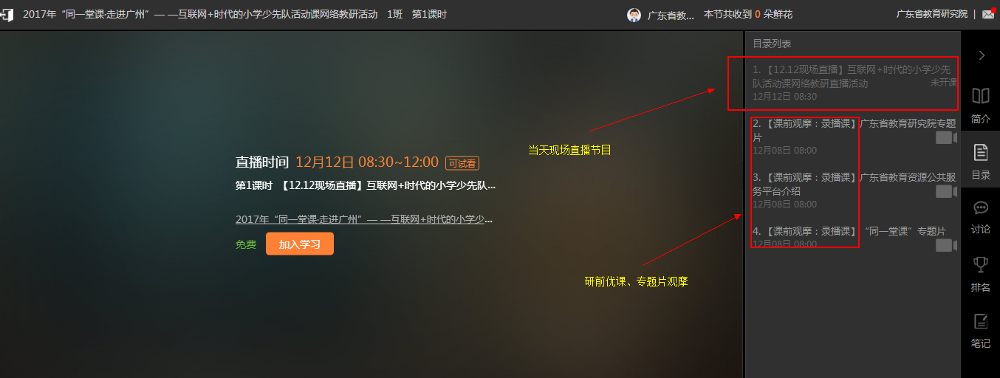 2017年“同一堂课·走进广州”— —互联网+时代的小学少先队活动课网络教研活动 1班 第1课时
广东省教... 本节共收到 0 朵鲜花
广东省教育研究院 |
目录列表
1. 【12.12现场直播】互联网+时代的小学少先
队活动课网络教研直播活动 未开课
12月12日 08:30
2. 【课前观摩：录播课】广东省教育研究院专题
片
12月08日 08:00
3. 【课前观摩：录播课】广东省教育资源公共服
务平台介绍
12月08日 08:00
4. 【课前观摩：录播课】“同一堂课”专题片
12月08日 08:00
当天现场直播节目
研前优课、专题片观摩
直播时间 12月12日 08:30~12:00 可试看
第1课时 【12.12现场直播】互联网+时代的小学少先队...
2017年“同一堂课·走进广州”— —互联网+时代的小学少...
免费 加入学习
简介
目录
讨论
排名
笔记